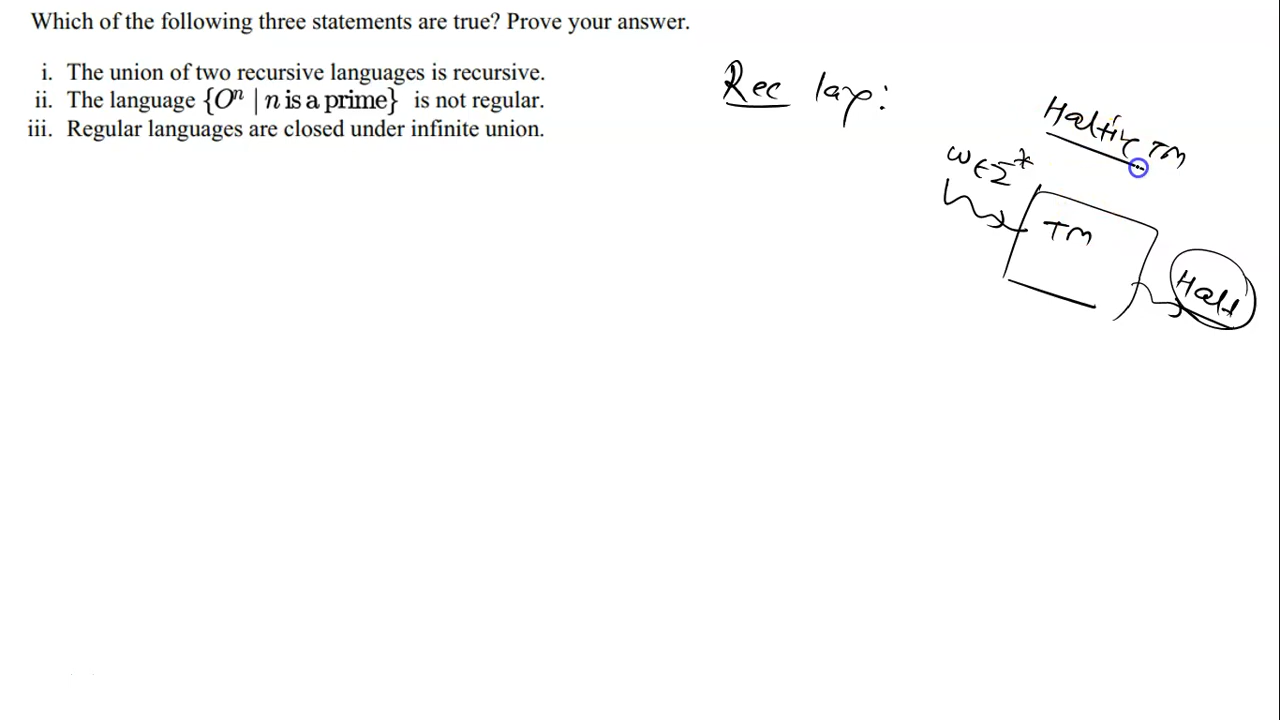 Which of the following three statements are true? Prove your answer.
i. The union of two recursive languages is recursive.
ii. The language {Oⁿ | n is a prime} is not regular.
iii. Regular languages are closed under infinite union.
Rec lag:
Halting TM
w ∈ Σ*
TM
Halt